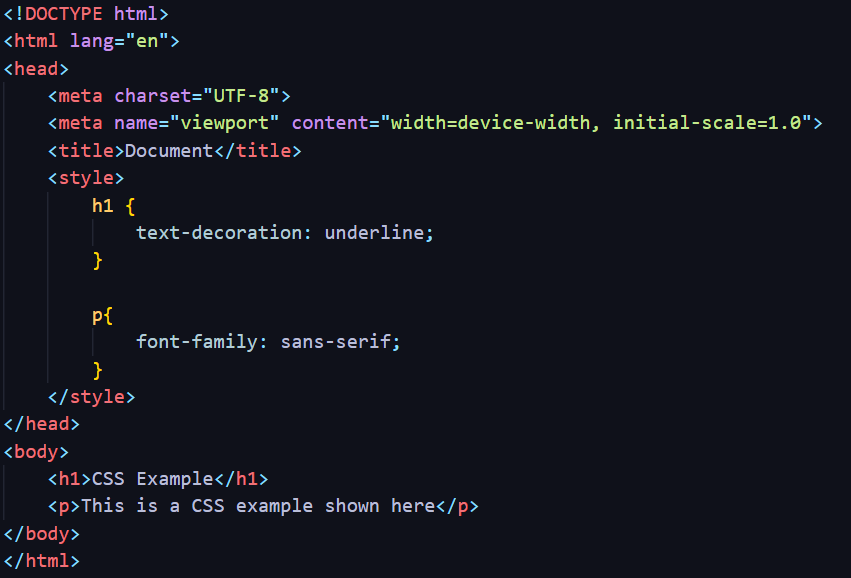 <!DOCTYPE html>
<html lang="en">
<head>
    <meta charset="UTF-8">
    <meta name="viewport" content="width=device-width, initial-scale=1.0">
    <title>Document</title>
    <style>
        h1 {
            text-decoration: underline;
        }

        p{
            font-family: sans-serif;
        }
    </style>
</head>
<body>
    <h1>CSS Example</h1>
    <p>This is a CSS example shown here</p>
</body>
</html>